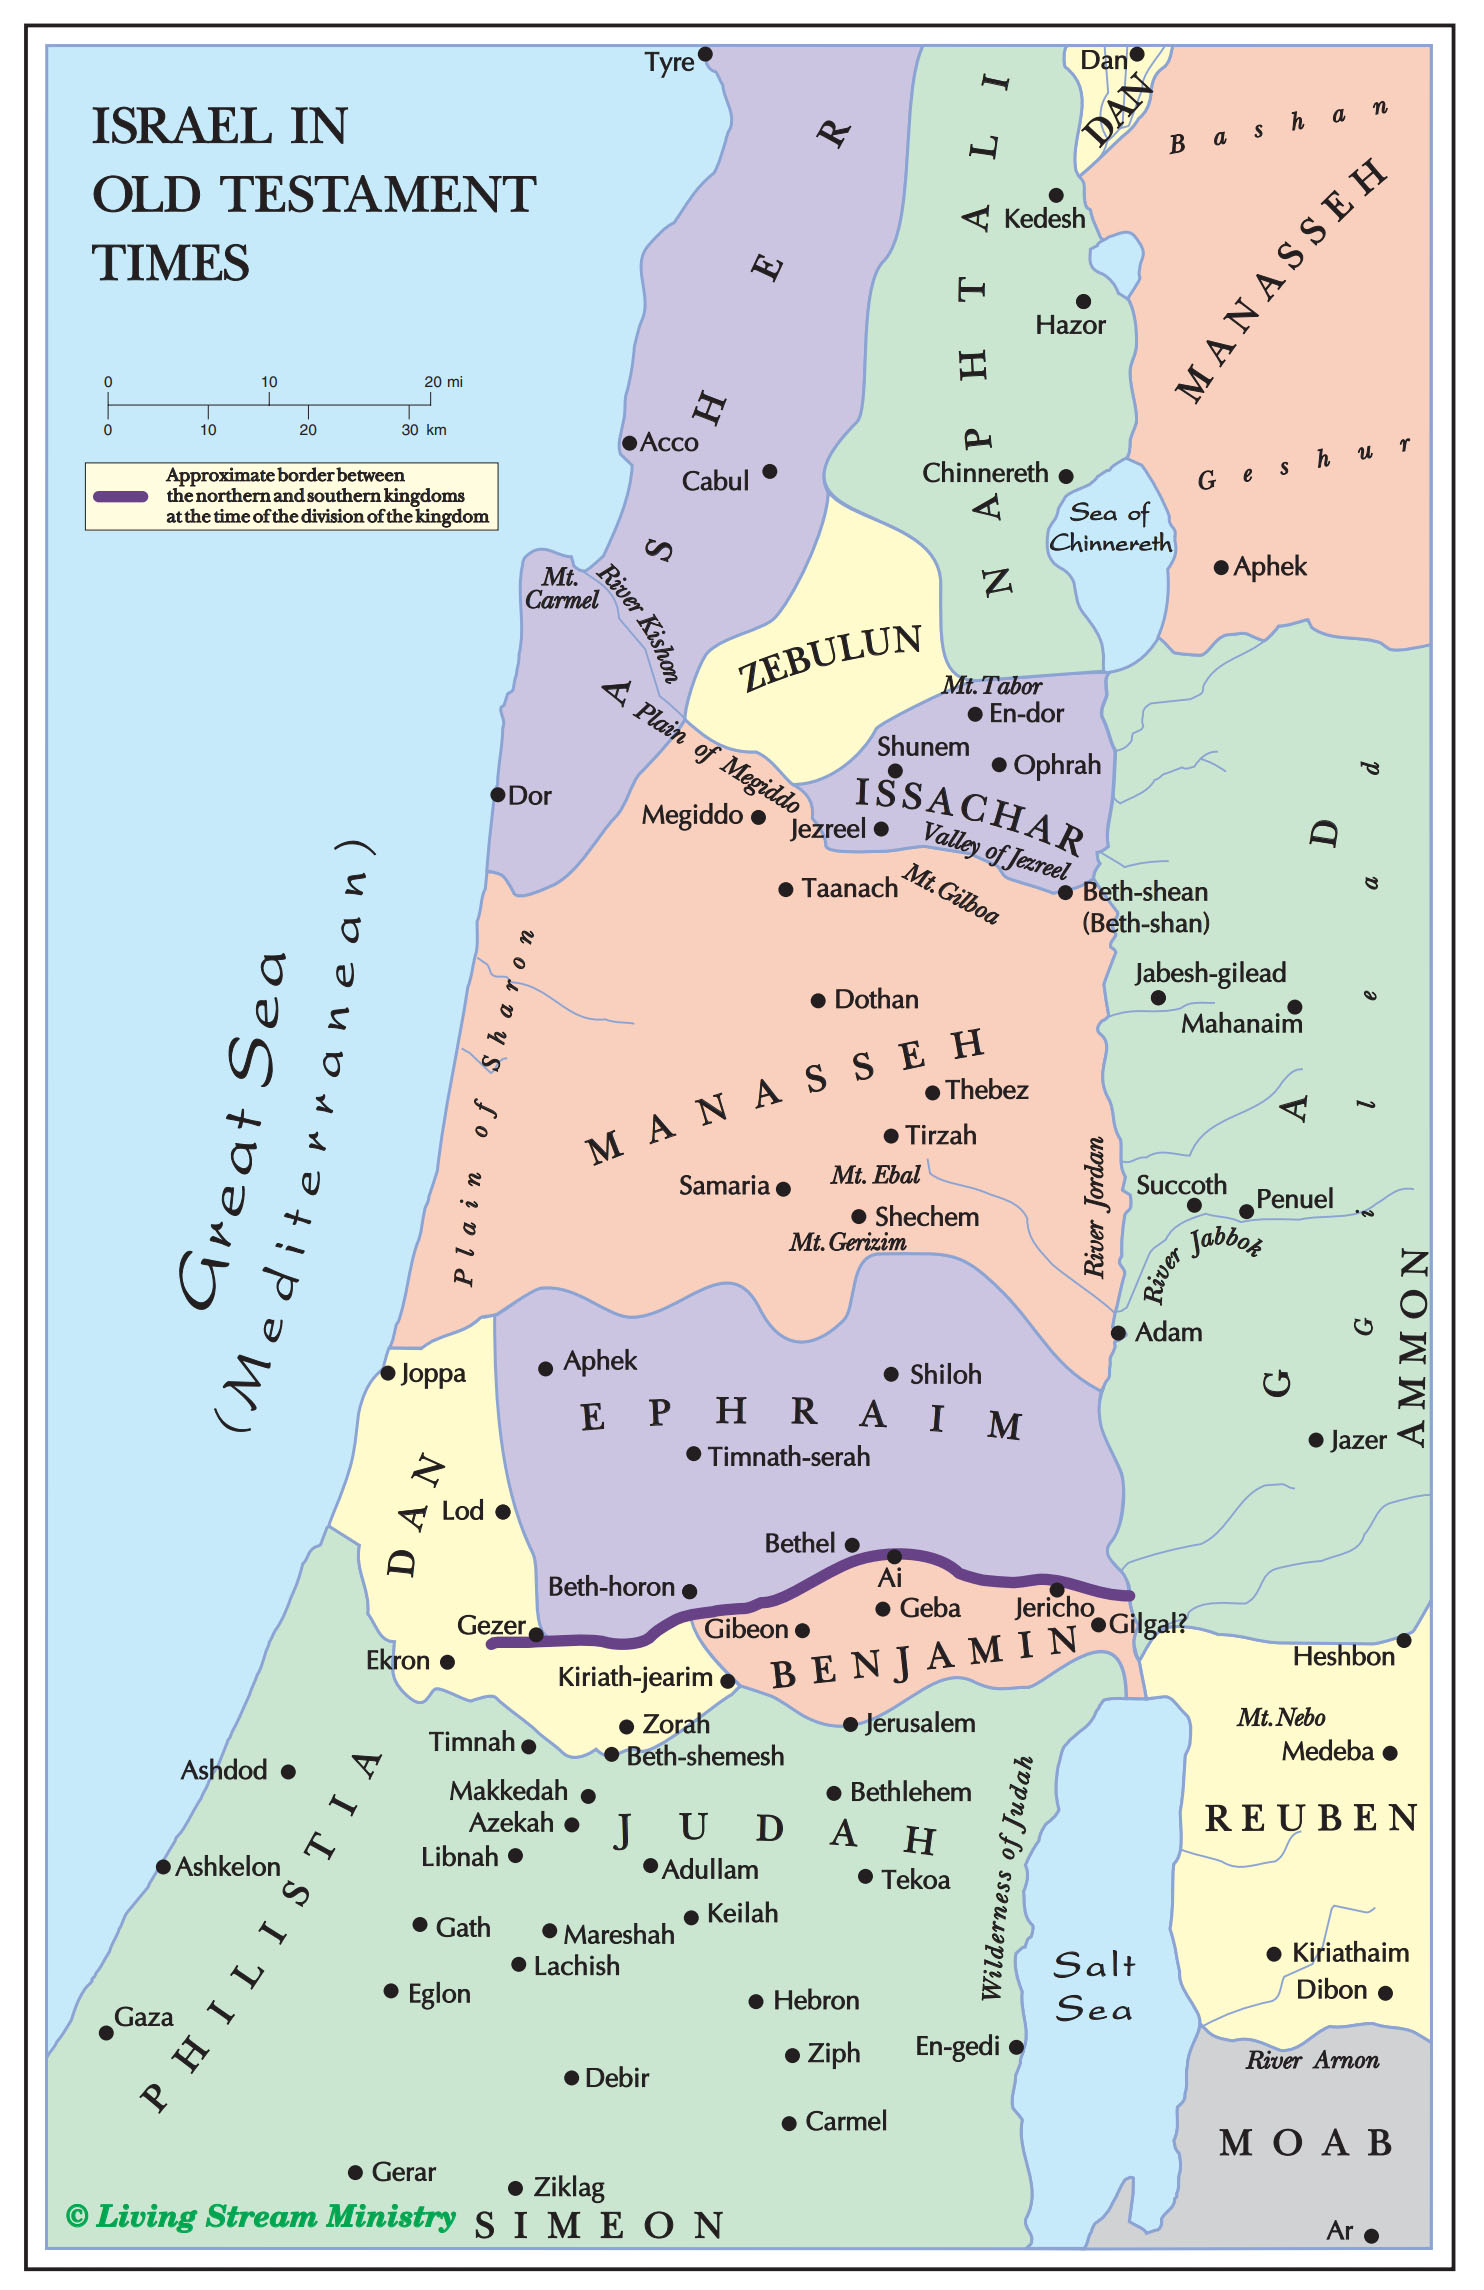 ISRAEL IN
OLD TESTAMENT
TIMES
0 10 20 mi
0 10 20 30 km
Approximate border between
the northern and southern kingdoms
at the time of the division of the kingdom
Tyre
Dan
DAN
Bashan
MANASSEH
Geshur
ASHER
NAPHTALI
Kedesh
Hazor
Acco
Cabul
Chinnereth
Sea of
Chinnereth
Aphek
Mt.
Carmel
River Kishon
ZEBULUN
Mt. Tabor
En-dor
Shunem
Ophrah
ISSACHAR
Plain of Megiddo
Dor
Megiddo
Jezreel
Valley of Jezreel
Taanach
Mt. Gilboa
Beth-shean
(Beth-shan)
Great Sea
(Mediterranean)
Plain of Sharon
Jabesh-gilead
Mahanaim
Dothan
MANASSEH
Thebez
Tirzah
Samaria
Mt. Ebal
Shechem
Mt. Gerizim
River Jordan
Succoth
Penuel
River Jabbok
Gilead
GAD
AMMON
Adam
Joppa
Aphek
Shiloh
EPHRAIM
Timnath-serah
Jazer
DAN
Lod
Bethel
Ai
Beth-horon
Geba
Jericho
Gilgal?
Gezer
Gibeon
BENJAMIN
Ekron
Kiriath-jearim
Heshbon
Zorah
Jerusalem
Mt. Nebo
Timnah
Beth-shemesh
Medeba
Ashdod
Makkedah
Bethlehem
Azekah
JUDAH
REUBEN
Libnah
Adullam
Tekoa
Ashkelon
PHILISTIA
Wilderness of Judah
Gath
Mareshah
Keilah
Lachish
Salt
Sea
Kiriathaim
Dibon
Eglon
Hebron
Gaza
Ziph
En-gedi
River Arnon
Debir
Carmel
MOAB
Gerar
Ziklag
© Living Stream Ministry
SIMEON
Ar